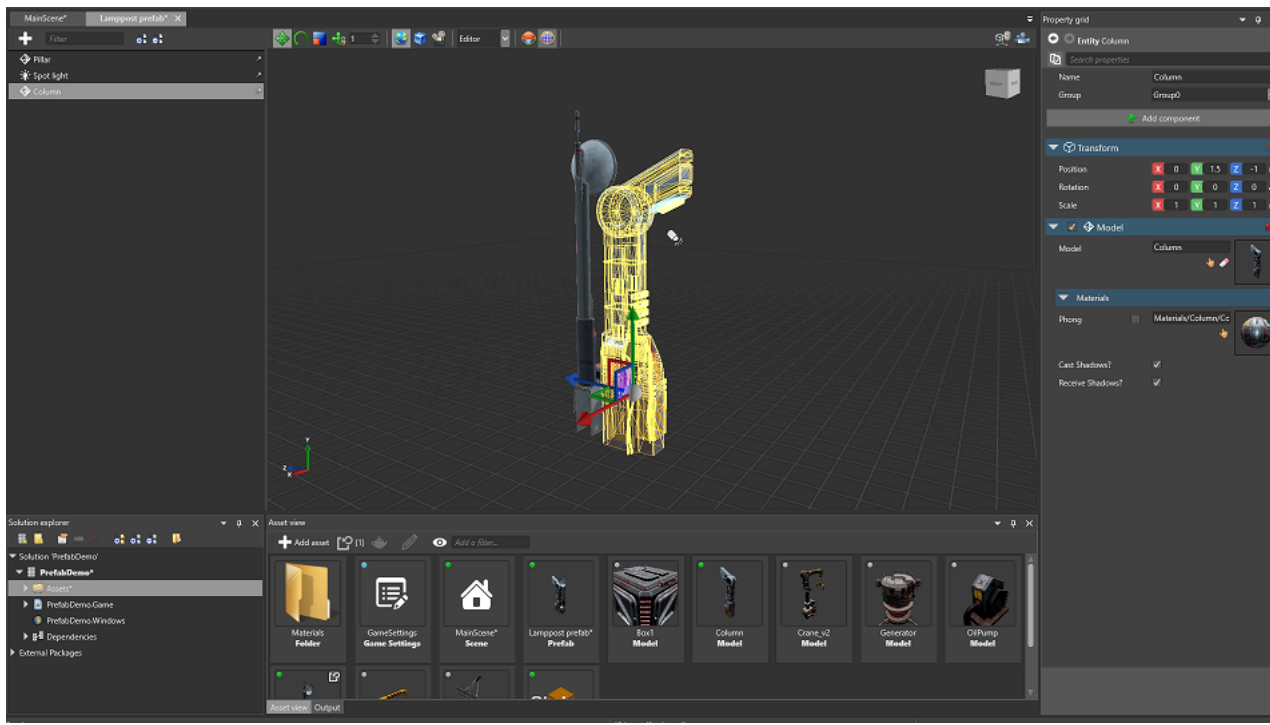 MainScene*
Lamppost prefab*
Filter
Pillar
Spot light
Column
1
Editor
Property grid
Entity Column
Search properties
Name Column
Group Group0
Add component
Transform
Position X 0 Y 1.5 Z -1
Rotation X 0 Y 0 Z 0
Scale X 1 Y 1 Z 1
Model
Model Column
Materials
Phong Materials/Column/Cc
Cast Shadows?
Receive Shadows?
Y
Z
X
Solution explorer
Solution 'PrefabDemo'
PrefabDemo*
Assets*
PrefabDemo.Game
PrefabDemo.Windows
Dependencies
External Packages
Asset view
Add asset (1) Add a filter...
Materials
Folder
GameSettings
Game Settings
MainScene*
Scene
Lamppost prefab*
Prefab
Box1
Model
Column
Model
Crane_v2
Model
Generator
Model
OilPump
Model
Asset view Output